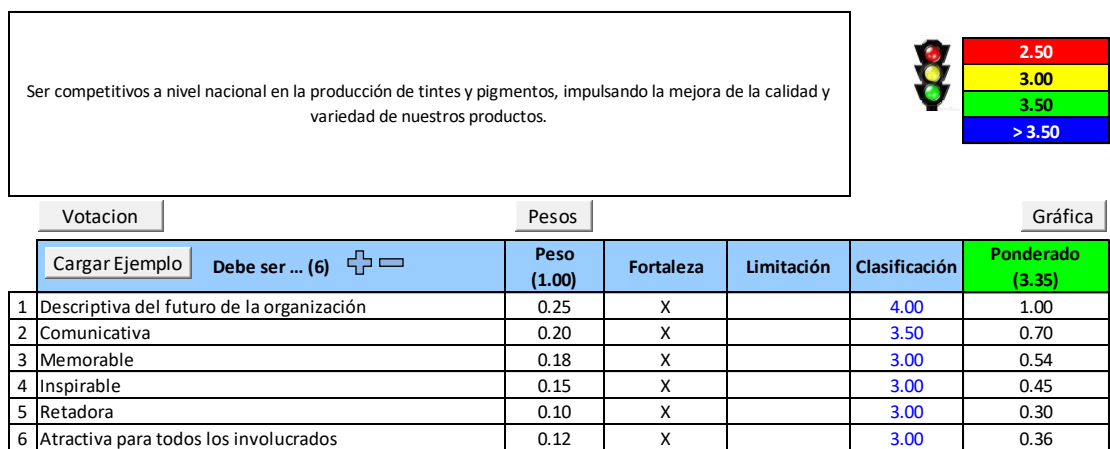 Ser competitivos a nivel nacional en la producción de tintes y pigmentos, impulsando la mejora de la calidad y
variedad de nuestros productos.
2.50
3.00
3.50
> 3.50
Votacion Pesos Gráfica
Cargar Ejemplo Debe ser ... (6) Peso (1.00) Fortaleza Limitación Clasificación Ponderado (3.35)
1 Descriptiva del futuro de la organización 0.25 X 4.00 1.00
2 Comunicativa 0.20 X 3.50 0.70
3 Memorable 0.18 X 3.00 0.54
4 Inspirable 0.15 X 3.00 0.45
5 Retadora 0.10 X 3.00 0.30
6 Atractiva para todos los involucrados 0.12 X 3.00 0.36